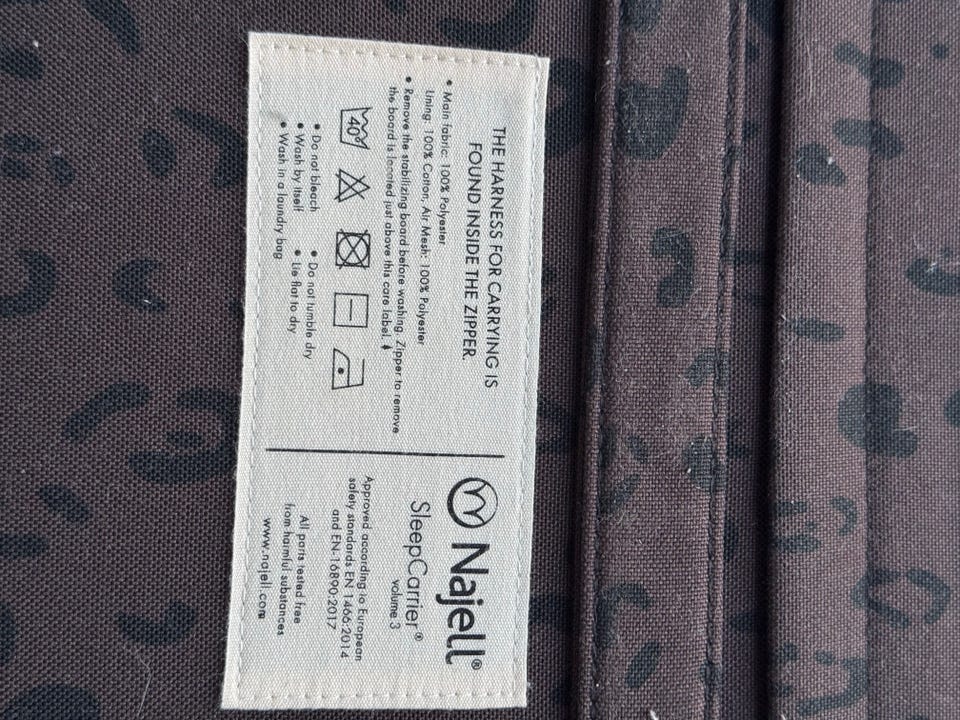 THE HARNESS FOR CARRYING IS
FOUND INSIDE THE ZIPPER.
• Main fabric: 100% Polyester
Lining: 100% Cotton, Air Mesh: 100% Polyester
• Remove the stabilizing board before washing. Zipper to remove
the board is located just above this care label.
40°
• Do not bleach
• Wash by itself
• Wash in a laundry bag
• Do not tumble dry
• Lie flat to dry
Najell®
SleepCarrier®
volume 3
Approved according to European
safety standards EN 1466:2014
and EN-16890:2017
All parts tested free
from harmful substances
www.najell.com